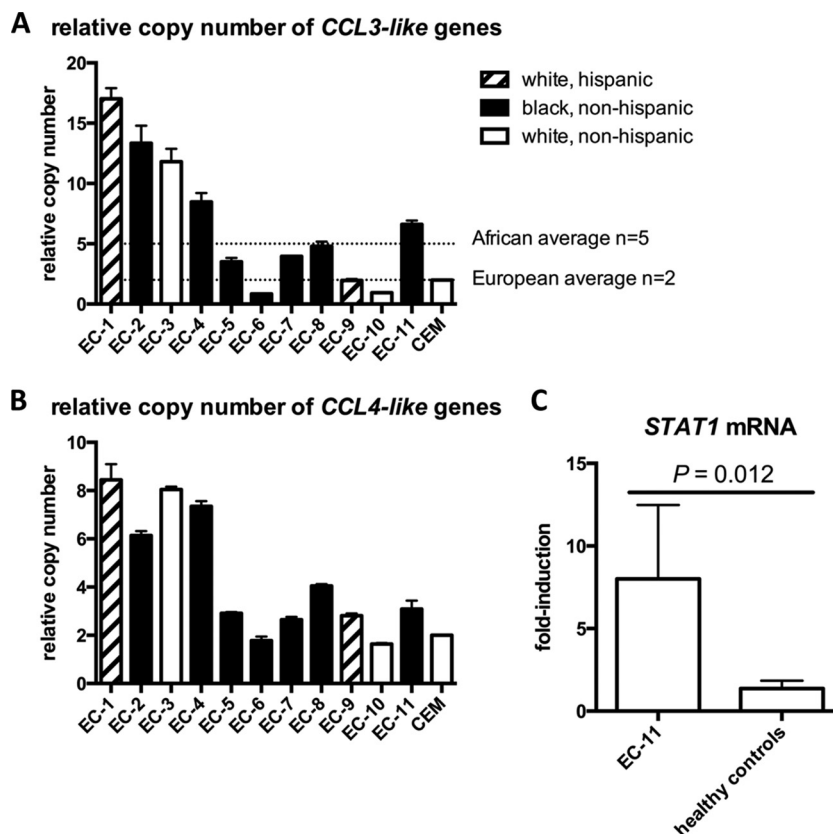 A relative copy number of CCL3-like genes
relative copy number
20
15
10
5
0
white, hispanic
black, non-hispanic
white, non-hispanic
African average n=5
European average n=2
EC-1
EC-2
EC-3
EC-4
EC-5
EC-6
EC-7
EC-8
EC-9
EC-10
EC-11
CEM
B relative copy number of CCL4-like genes
relative copy number
10
8
6
4
2
0
EC-1
EC-2
EC-3
EC-4
EC-5
EC-6
EC-7
EC-8
EC-9
EC-10
EC-11
CEM
C
STAT1 mRNA
fold-induction
15
10
5
0
P = 0.012
EC-11
healthy controls